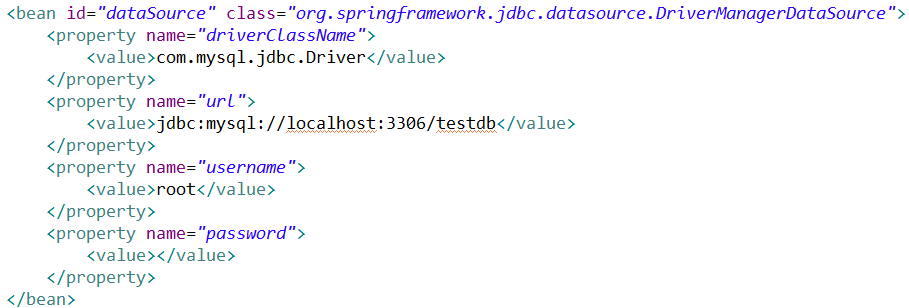 <bean id="dataSource" class="org.springframework.jdbc.datasource.DriverManagerDataSource">
    <property name="driverClassName">
        <value>com.mysql.jdbc.Driver</value>
    </property>
    <property name="url">
        <value>jdbc:mysql://localhost:3306/testdb</value>
    </property>
    <property name="username">
        <value>root</value>
    </property>
    <property name="password">
        <value></value>
    </property>
</bean>